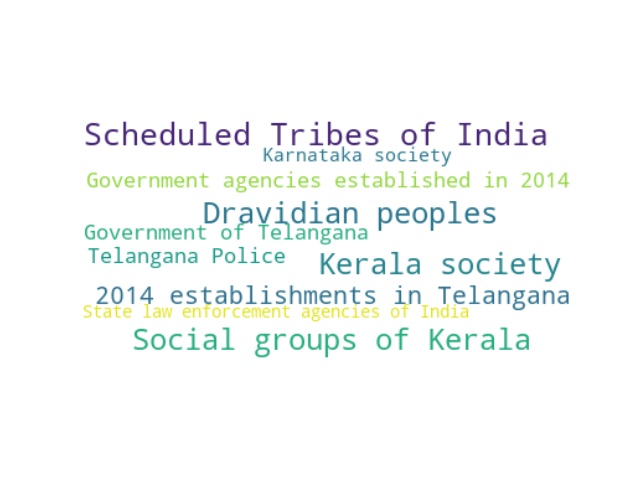 Scheduled Tribes of India
Karnataka society
Government agencies established in 2014
Dravidian peoples
Government of Telangana
Telangana Police
Kerala society
2014 establishments in Telangana
State law enforcement agencies of India
Social groups of Kerala